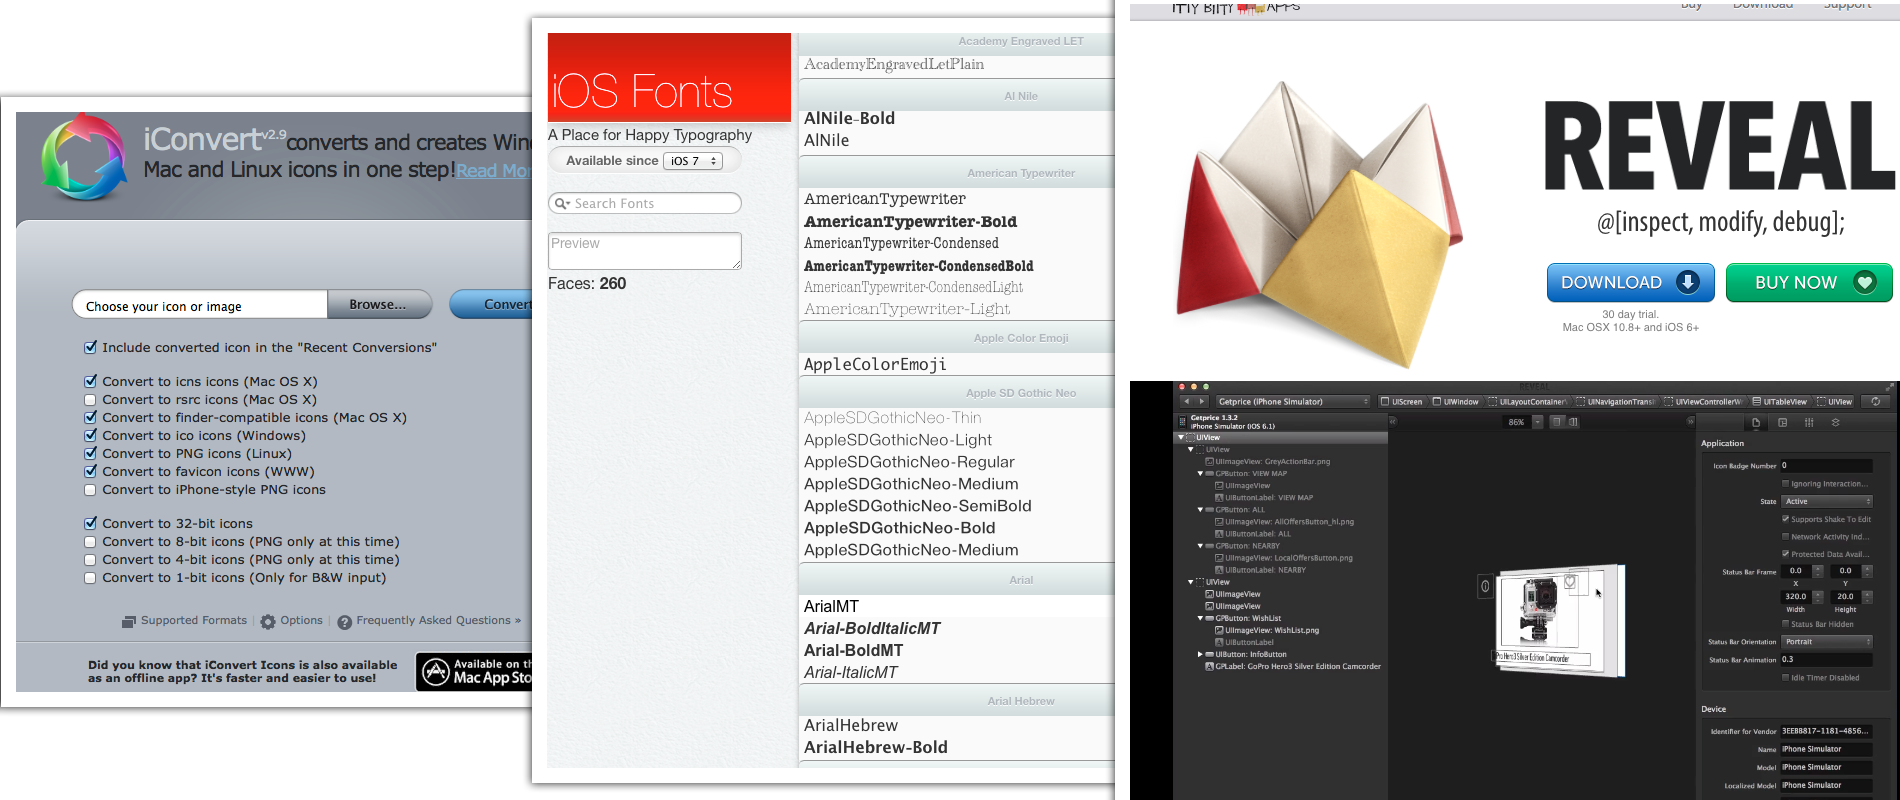 iConvert v2.9 converts and creates
Mac and Linux icons in one step! Read
Choose your icon or image
Browse...
Convert
Include converted icon in the "Recent Conversions"
Convert to icns icons (Mac OS X)
Convert to rsrc icons (Mac OS X)
Convert to finder-compatible icons (Mac OS X)
Convert to ico icons (Windows)
Convert to PNG icons (Linux)
Convert to favicon icons (WWW)
Convert to iPhone-style PNG icons
Convert to 32-bit icons
Convert to 8-bit icons (PNG only at this time)
Convert to 4-bit icons (PNG only at this time)
Convert to 1-bit icons (Only for B&W input)
Supported Formats | Options | Frequently Asked Questions »
Did you know that iConvert Icons is also available
as an offline app? It's faster and easier to use!
Available on th
Mac App Sto
iOS Fonts
A Place for Happy Typography
Available since iOS 7
Search Fonts
Preview
Faces: 260
Academy Engraved LET
AcademyEngravedLetPlain
Al Nile
AlNile-Bold
AlNile
American Typewriter
AmericanTypewriter
AmericanTypewriter-Bold
AmericanTypewriter-Condensed
AmericanTypewriter-CondensedBold
AmericanTypewriter-CondensedLight
AmericanTypewriter-Light
Apple Color Emoji
AppleColorEmoji
Apple SD Gothic Neo
AppleSDGothicNeo-Thin
AppleSDGothicNeo-Light
AppleSDGothicNeo-Regular
AppleSDGothicNeo-Medium
AppleSDGothicNeo-SemiBold
AppleSDGothicNeo-Bold
AppleSDGothicNeo-Medium
Arial
ArialMT
Arial-BoldItalicMT
Arial-BoldMT
Arial-ItalicMT
Arial Hebrew
ArialHebrew
ArialHebrew-Bold
ITTY BITTY APPS
Buy Download Support
REVEAL
@[inspect, modify, debug];
DOWNLOAD
BUY NOW
30 day trial.
Mac OSX 10.8+ and iOS 6+
REVEAL
Getprice (iPhone Simulator)
UIScreen UIWindow UILayoutContainer UINavigationTransi UIViewControllerW UITableView UIView
Getprice 1.3.2
iPhone Simulator (iOS 6.1)
86%
UIView
UIView
UIImageView: GreyActionBar.png
GPButton: VIEW MAP
UIImageView
UIButtonLabel: VIEW MAP
GPButton: ALL
UIImageView: AllOffersButton_hl.png
UIButtonLabel: ALL
GPButton: NEARBY
UIImageView: LocalOffersButton.png
UIButtonLabel: NEARBY
UIView
UIImageView
UIImageView
GPButton: WishList
UIImageView: WishList.png
UIButtonLabel
UIButton: InfoButton
GPLabel: GoPro Hero3 Silver Edition Camcorder
Pro Hero3 Silver Edition Camcorder
Application
Icon Badge Number 0
Ignoring Interaction...
State Active
Supports Shake To Edit
Network Activity Ind...
Protected Data Avail...
Status Bar Frame 0.0 0.0
X Y
320.0 20.0
Width Height
Status Bar Hidden
Status Bar Orientation Portrait
Status Bar Animation 0.3
Idle Timer Disabled
Device
Identifier for Vendor 3EEBB817-1181-4856...
Name iPhone Simulator
Model iPhone Simulator
Localized Model iPhone Simulator